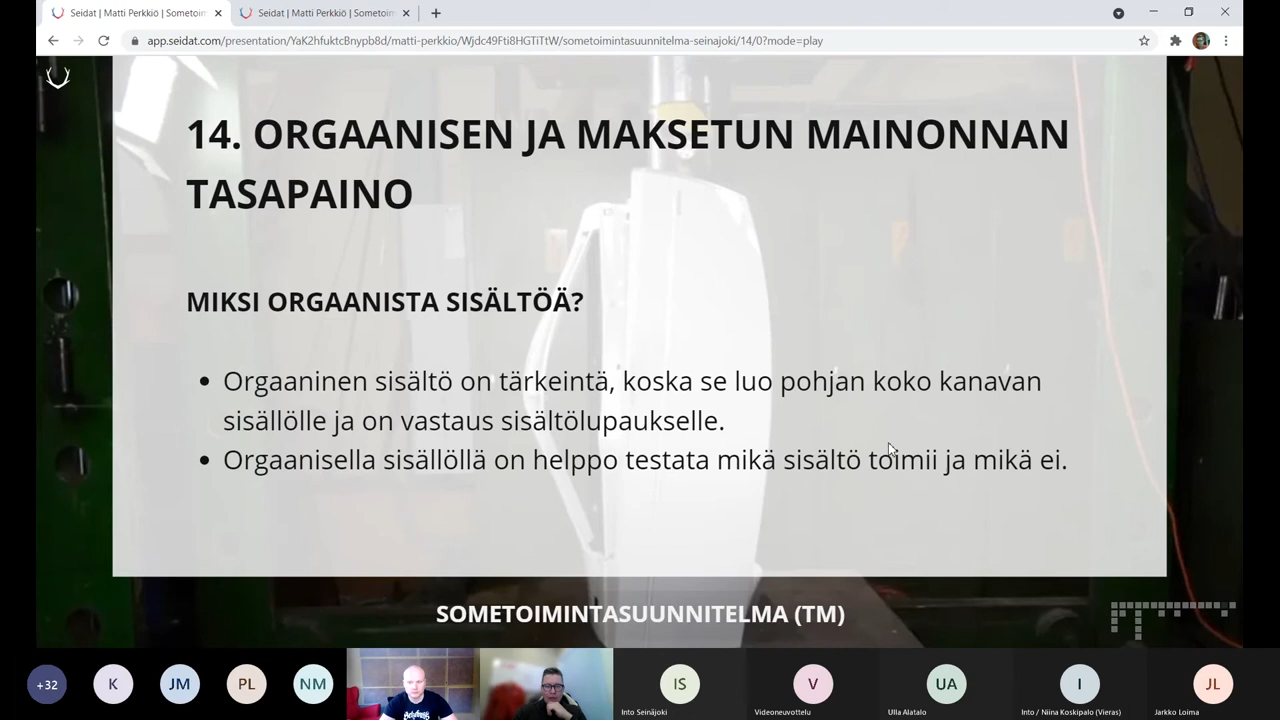 Seidat | Matti Perkkiö | Sometoim
Seidat | Matti Perkkiö | Sometoim
app.seidat.com/presentation/YaK2hfuktcBnypb8d/matti-perkkio/Wjdc49Fti8HGTiTtW/sometoimintasuunnitelma-seinajoki/14/0?mode=play
14. ORGAANISEN JA MAKSETUN MAINONNAN
TASAPAINO
MIKSI ORGAANISTA SISÄLTÖÄ?
• Orgaaninen sisältö on tärkeintä, koska se luo pohjan koko kanavan
sisällölle ja on vastaus sisältölupaukselle.
• Orgaanisella sisällöllä on helppo testata mikä sisältö toimii ja mikä ei.
SOMETOIMINTASUUNNITELMA (TM)
+32 K JM PL NM IS V UA I JL
Into Seinäjoki Videoneuvottelu Ulla Alatalo Into / Niina Koskipalo (Vieras) Jarkko Loima